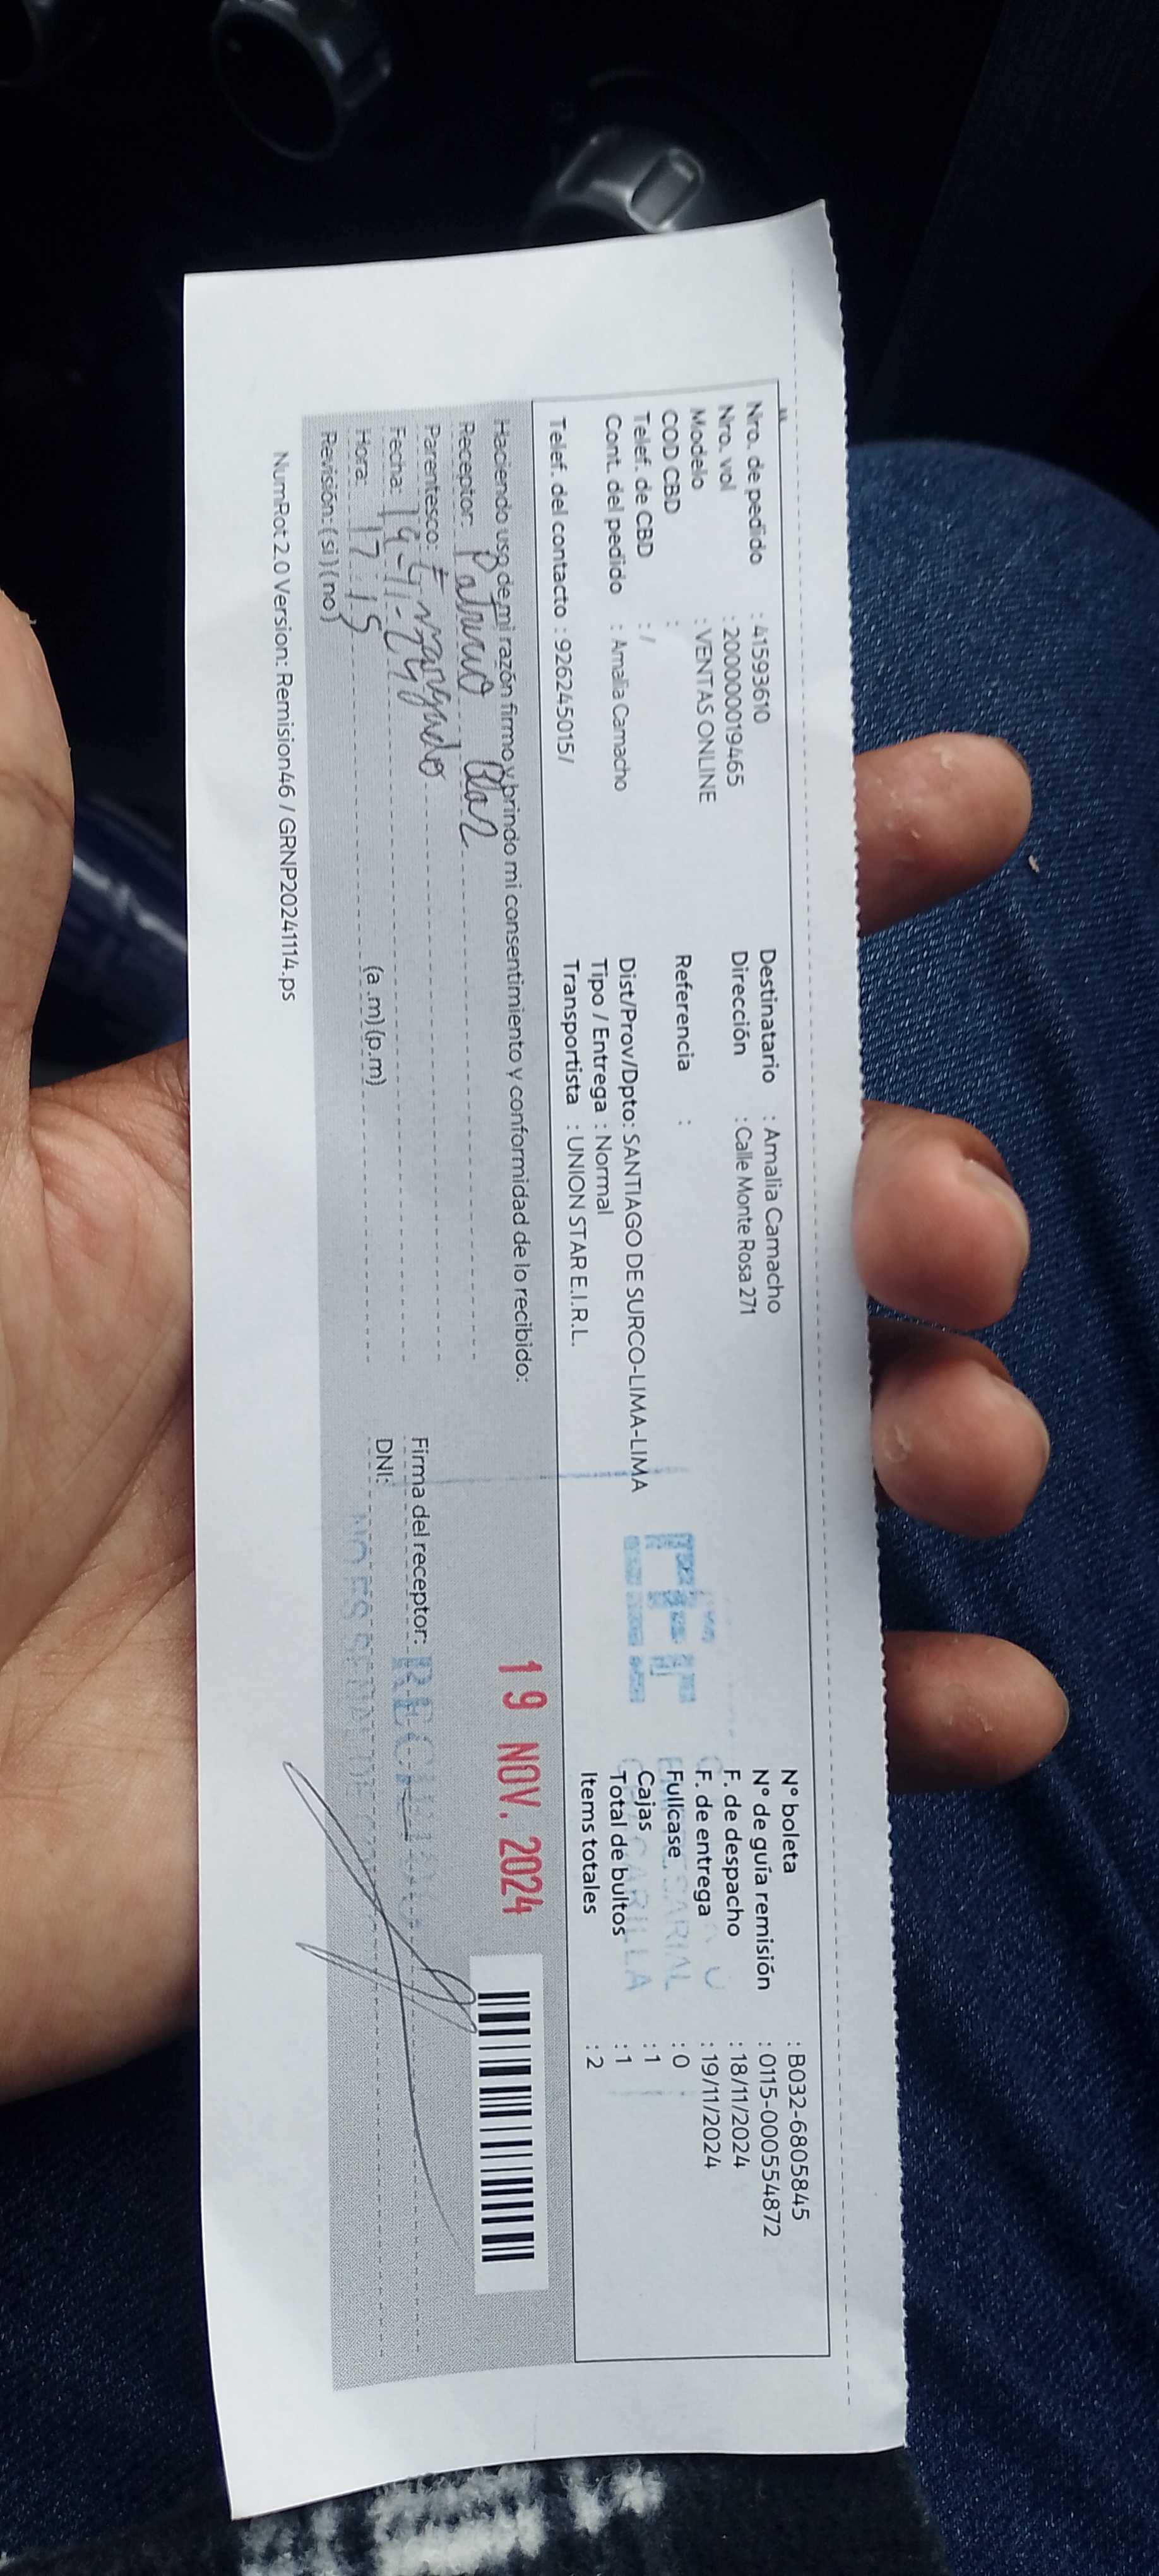 Nro. de pedido : 41593610
Nro. vol : 200000019465
Modelo : VENTAS ONLINE
COD CBD :
Telef. de CBD : /
Cont. del pedido : Amalia Camacho
Telef. del contacto : 926245015/
Destinatario : Amalia Camacho
Dirección : Calle Monte Rosa 271
Referencia :
Dist/Prov/Dpto: SANTIAGO DE SURCO-LIMA-LIMA
Tipo / Entrega : Normal
Transportista : UNION STAR E.I.R.L.
N° boleta : B032-6805845
N° de guía remisión : 0115-000554872
F. de despacho : 18/11/2024
F. de entrega : 19/11/2024
Fullcase : 0
Cajas : 1
Total de bultos : 1
Items totales : 2
Haciendo uso de mi razón firmo y brindo mi consentimiento y conformidad de lo recibido:
Receptor: Patricio Blas
Parentesco: Encargado
Fecha: 19-11-24
Hora: 17:15 (a .m) (p.m)
Revisión: ( si ) ( no )
19 NOV. 2024
Firma del receptor:
DNI:
NumRot 2.0 Version: Remision46 / GRNP20241114.ps